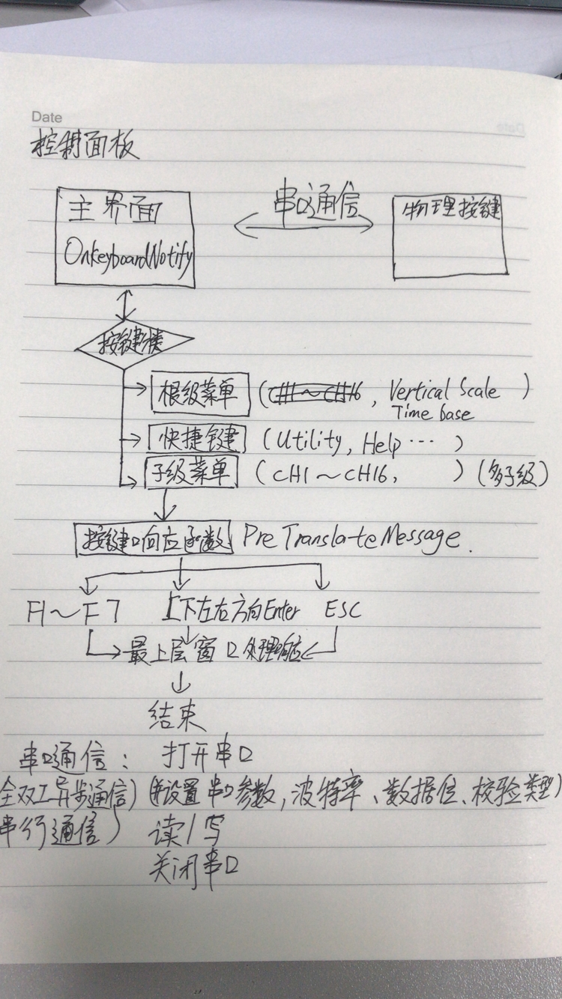 Date
控制面板
主界面
OnkeyboardNotify
串口通信
物理按键
按键
根级菜单 (CH1~CH16, Vertical Scale)
Time base
快捷键 (Utility, Help…)
子级菜单 (CH1~CH16, ) (多子级)
按键响应函数 PreTranslateMessage.
F1~F7 上下左右方向Enter ESC
最上层窗口处理响应
结束
串口通信: 打开串口
全双工异步通信) (并设置串口参数,波特率、数据位、校验类型)
串行通信) 读/写
关闭串口